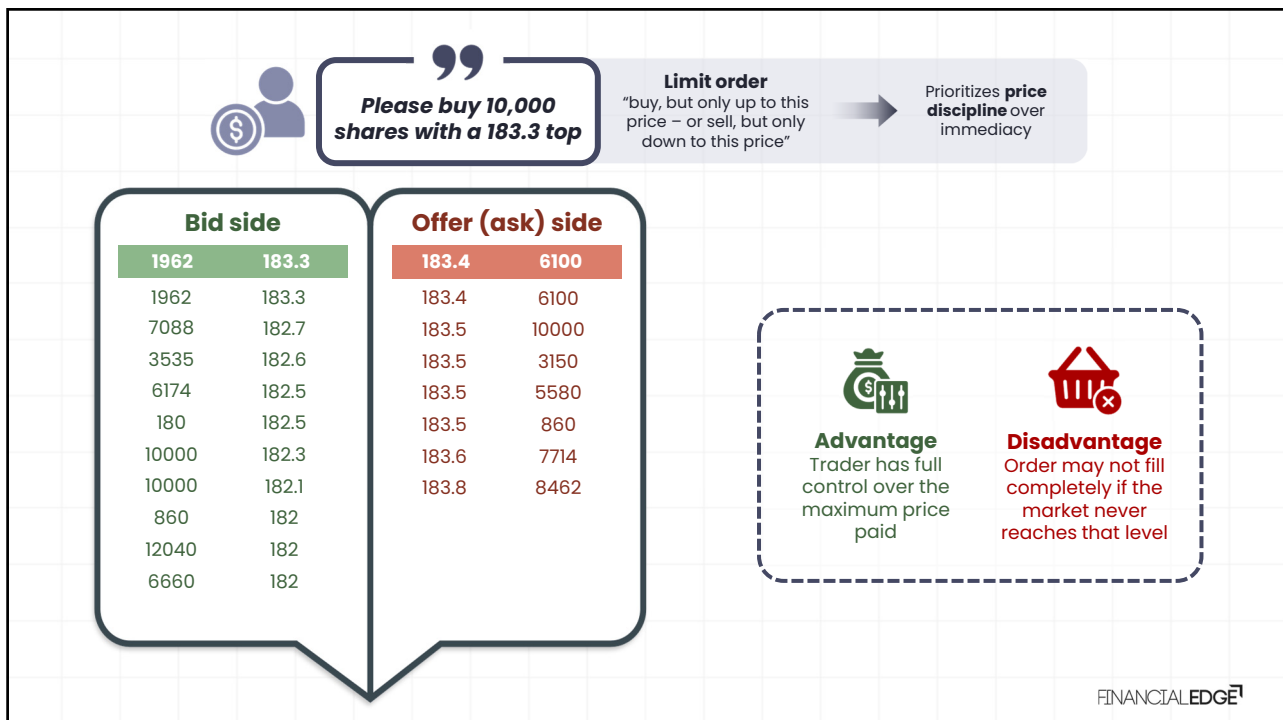 Please buy 10,000
shares with a 183.3 top
Limit order
“buy, but only up to this
price – or sell, but only
down to this price”
Prioritizes price
discipline over
immediacy
Bid side
1962 183.3
1962 183.3
7088 182.7
3535 182.6
6174 182.5
180 182.5
10000 182.3
10000 182.1
860 182
12040 182
6660 182
Offer (ask) side
183.4 6100
183.4 6100
183.5 10000
183.5 3150
183.5 5580
183.5 860
183.6 7714
183.8 8462
Advantage
Trader has full
control over the
maximum price
paid
Disadvantage
Order may not fill
completely if the
market never
reaches that level
FINANCIALEDGE